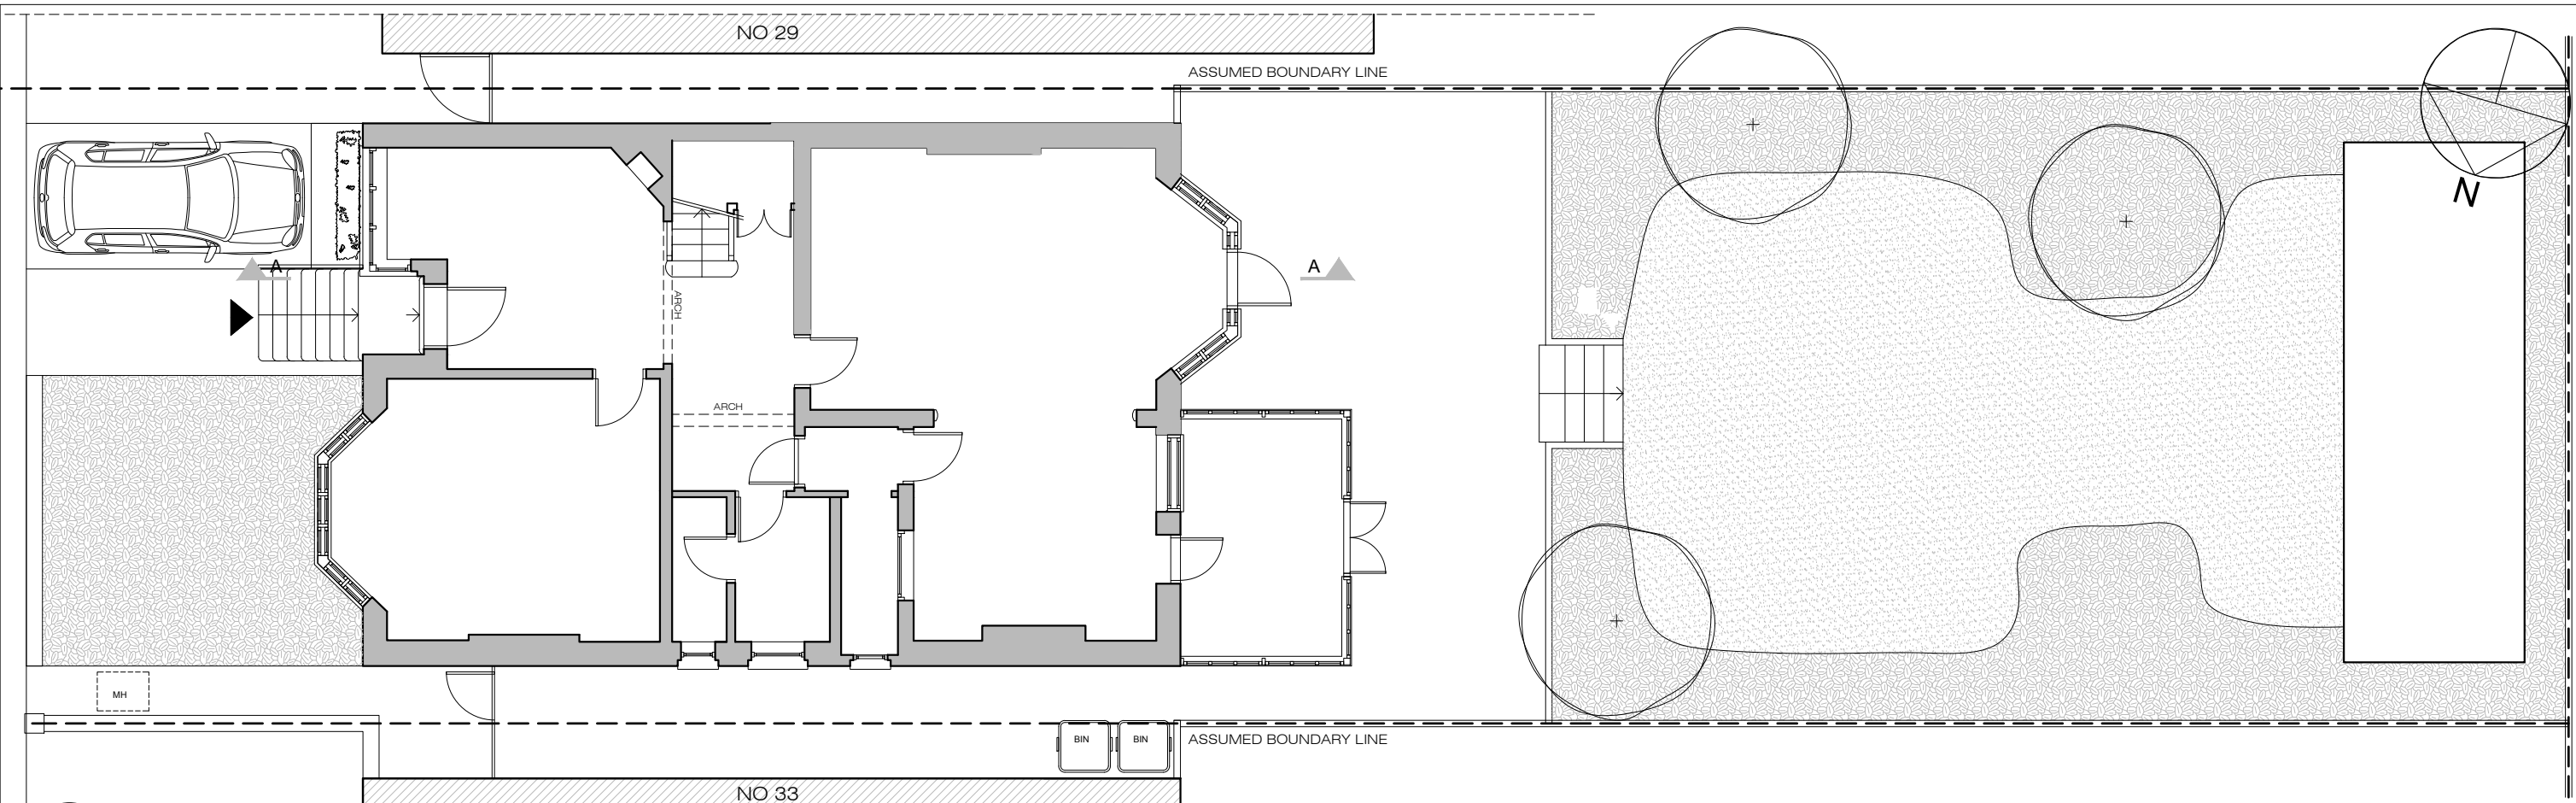 NO 29
ASSUMED BOUNDARY LINE
N
A
A
ARCH
ARCH
MH
BIN
BIN
ASSUMED BOUNDARY LINE
NO 33